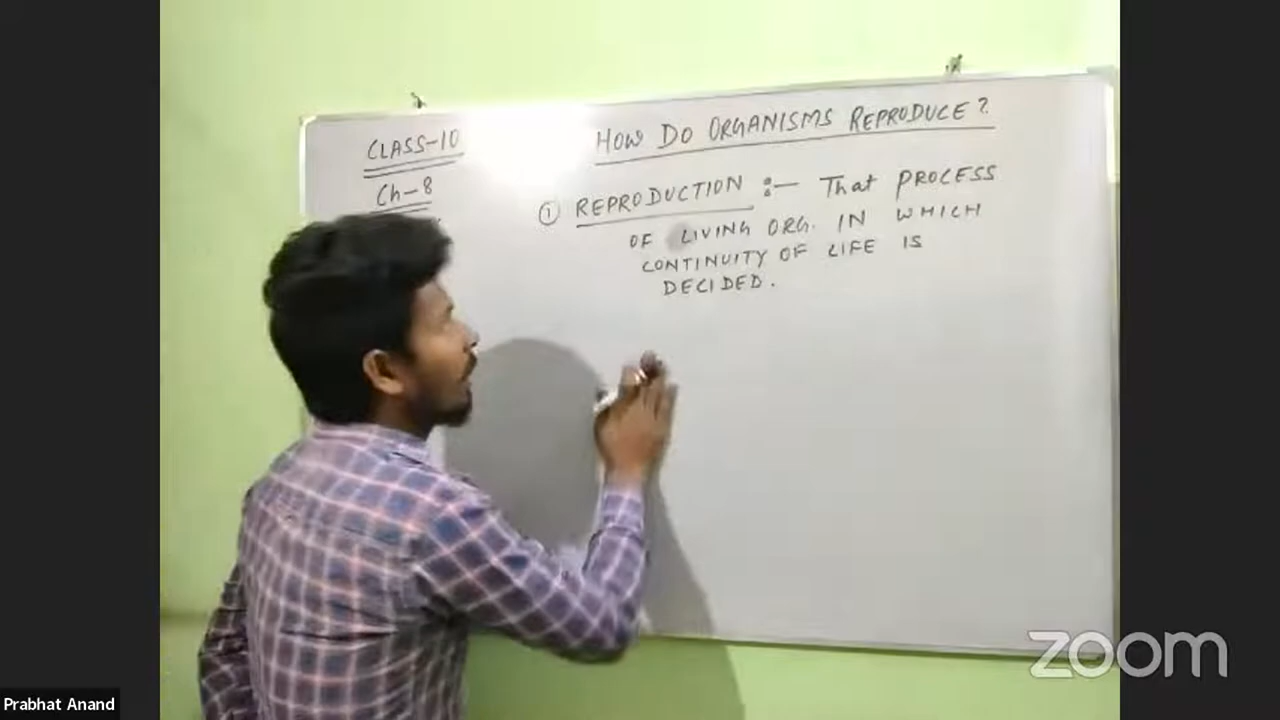 CLASS-10
Ch-8
HOW DO ORGANISMS REPRODUCE?
① REPRODUCTION :- That PROCESS
OF LIVING ORG. IN WHICH
CONTINUITY OF LIFE IS
DECIDED.
zoom
Prabhat Anand